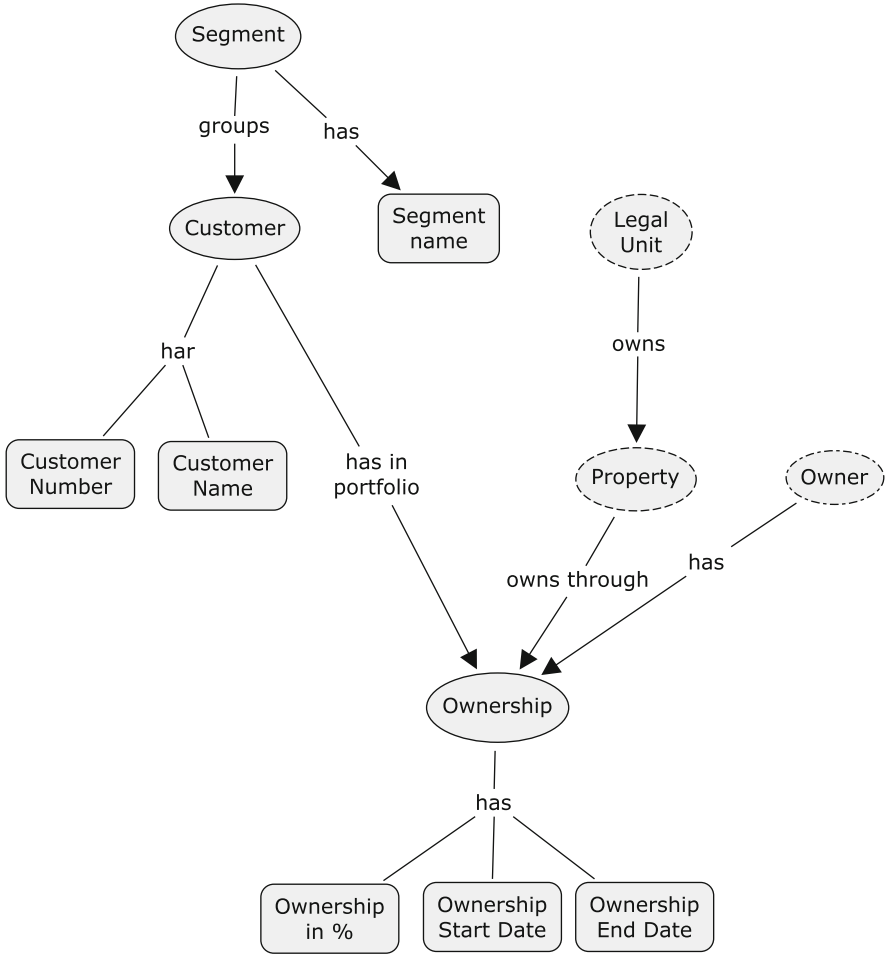 Segment
groups
has
Customer
Segment
name
Legal
Unit
har
owns
Customer
Number
Customer
Name
has in
portfolio
Property
Owner
owns through
has
Ownership
has
Ownership
in %
Ownership
Start Date
Ownership
End Date